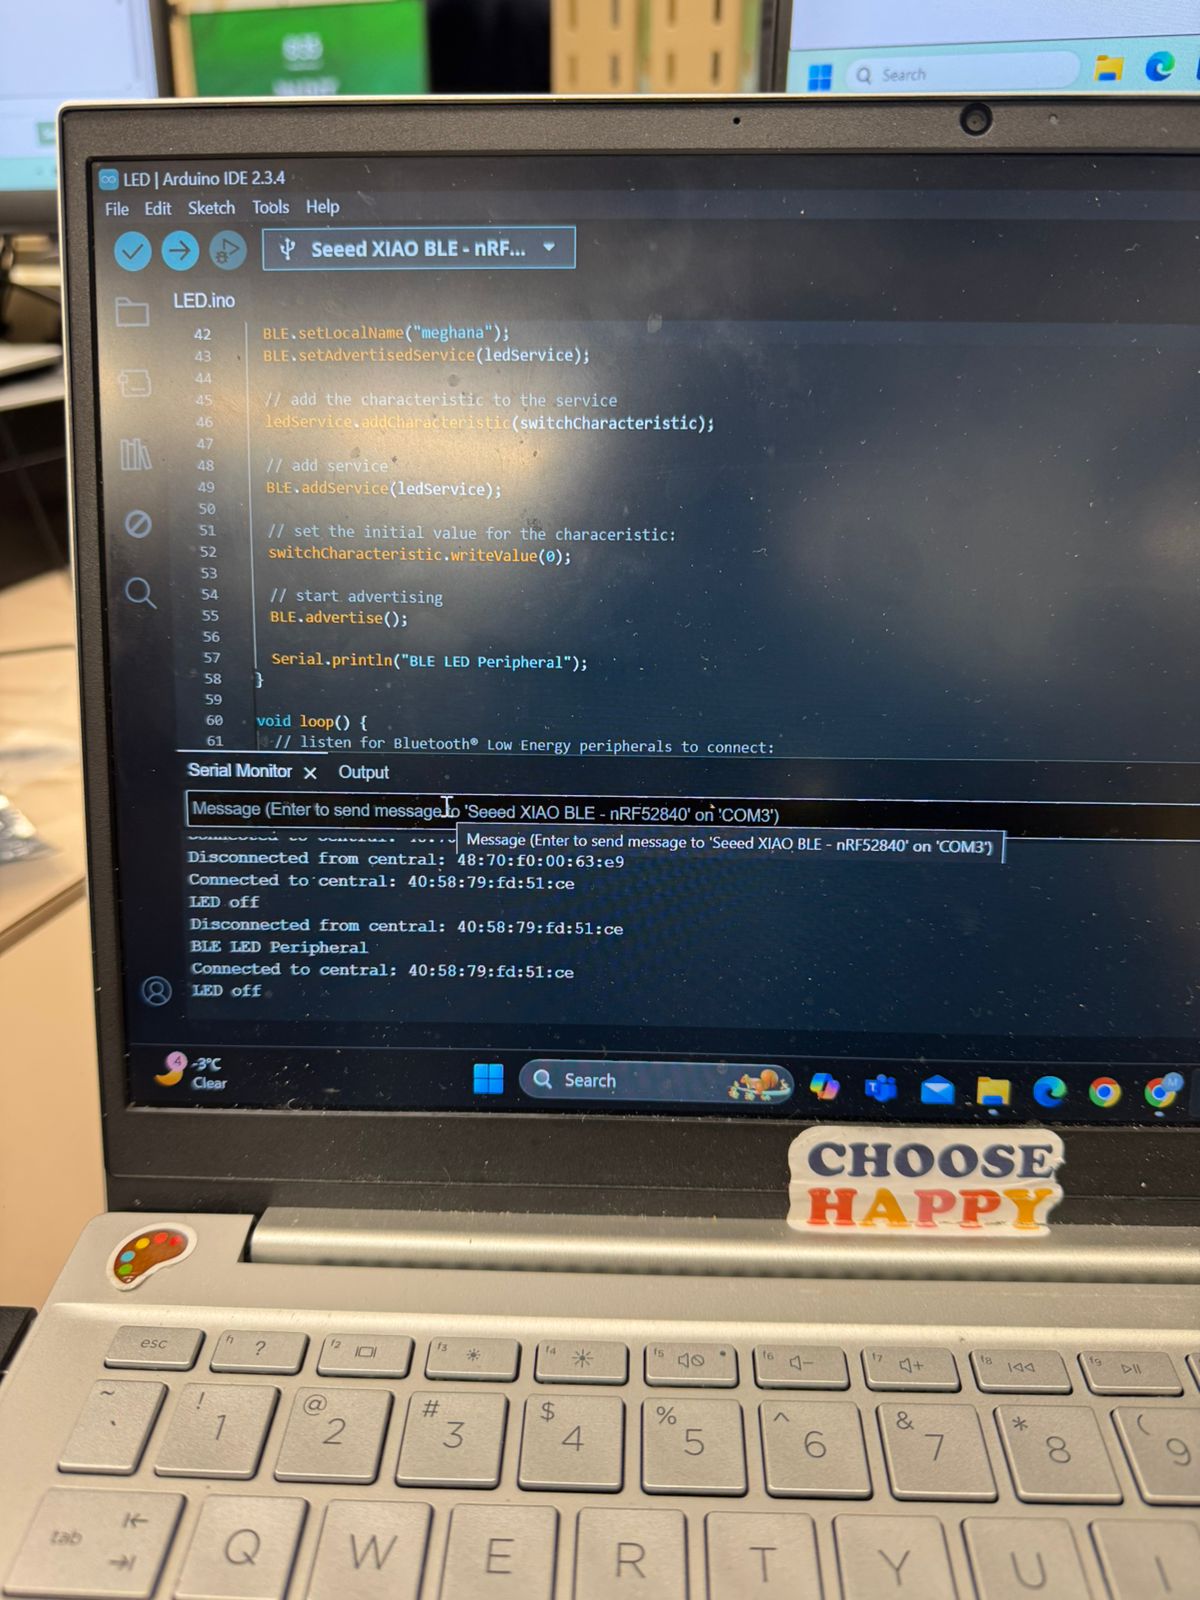 Search
LED | Arduino IDE 2.3.4
File Edit Sketch Tools Help
Seeed XIAO BLE - nRF...
LED.ino
42 BLE.setLocalName("meghana");
43 BLE.setAdvertisedService(ledService);
44
45 // add the characteristic to the service
46 ledService.addCharacteristic(switchCharacteristic);
47
48 // add service
49 BLE.addService(ledService);
50
51 // set the initial value for the characeristic:
52 switchCharacteristic.writeValue(0);
53
54 // start advertising
55 BLE.advertise();
56
57 Serial.println("BLE LED Peripheral");
58 }
59
60 void loop() {
61 // listen for Bluetooth® Low Energy peripherals to connect:
Serial Monitor x Output
Message (Enter to send message to 'Seeed XIAO BLE - nRF52840' on 'COM3')
Message (Enter to send message to 'Seeed XIAO BLE - nRF52840' on 'COM3')
Disconnected from central: 48:70:f0:00:63:e9
Connected to central: 40:58:79:fd:51:ce
LED off
Disconnected from central: 40:58:79:fd:51:ce
BLE LED Peripheral
Connected to central: 40:58:79:fd:51:ce
LED off
4 -3°C
Clear
Search
M
CHOOSE
HAPPY
esc ? f2 f3 f4 f5 f6 f7 f8 f9
~ ! @ # $ % ^ & * (
` 1 2 3 4 5 6 7 8 9
tab Q W E R T Y U I